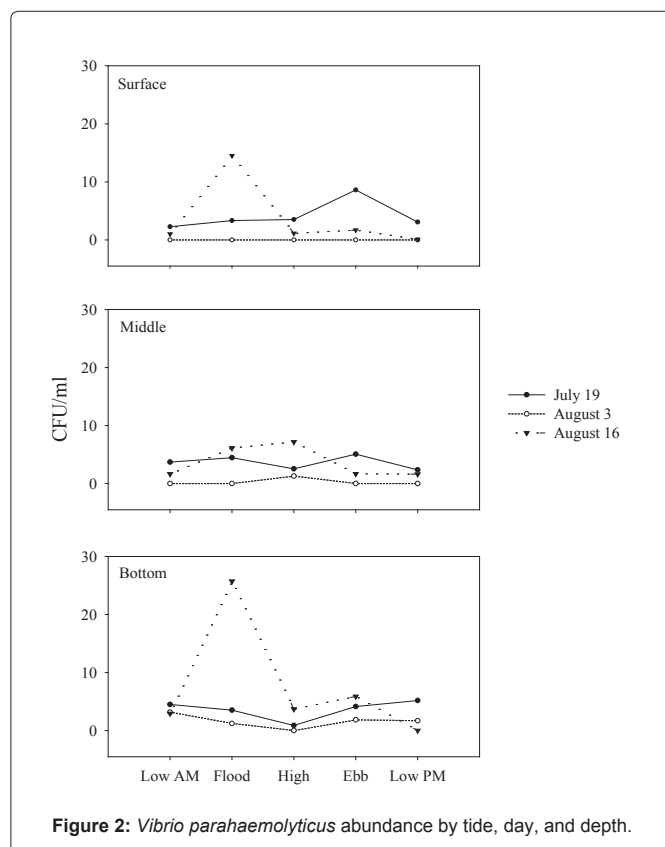 30
Surface
20
10
0
30
Middle
20
10
0
CFU/ml
July 19
August 3
August 16
30
Bottom
20
10
0
Low AM Flood High Ebb Low PM
Figure 2: Vibrio parahaemolyticus abundance by tide, day, and depth.